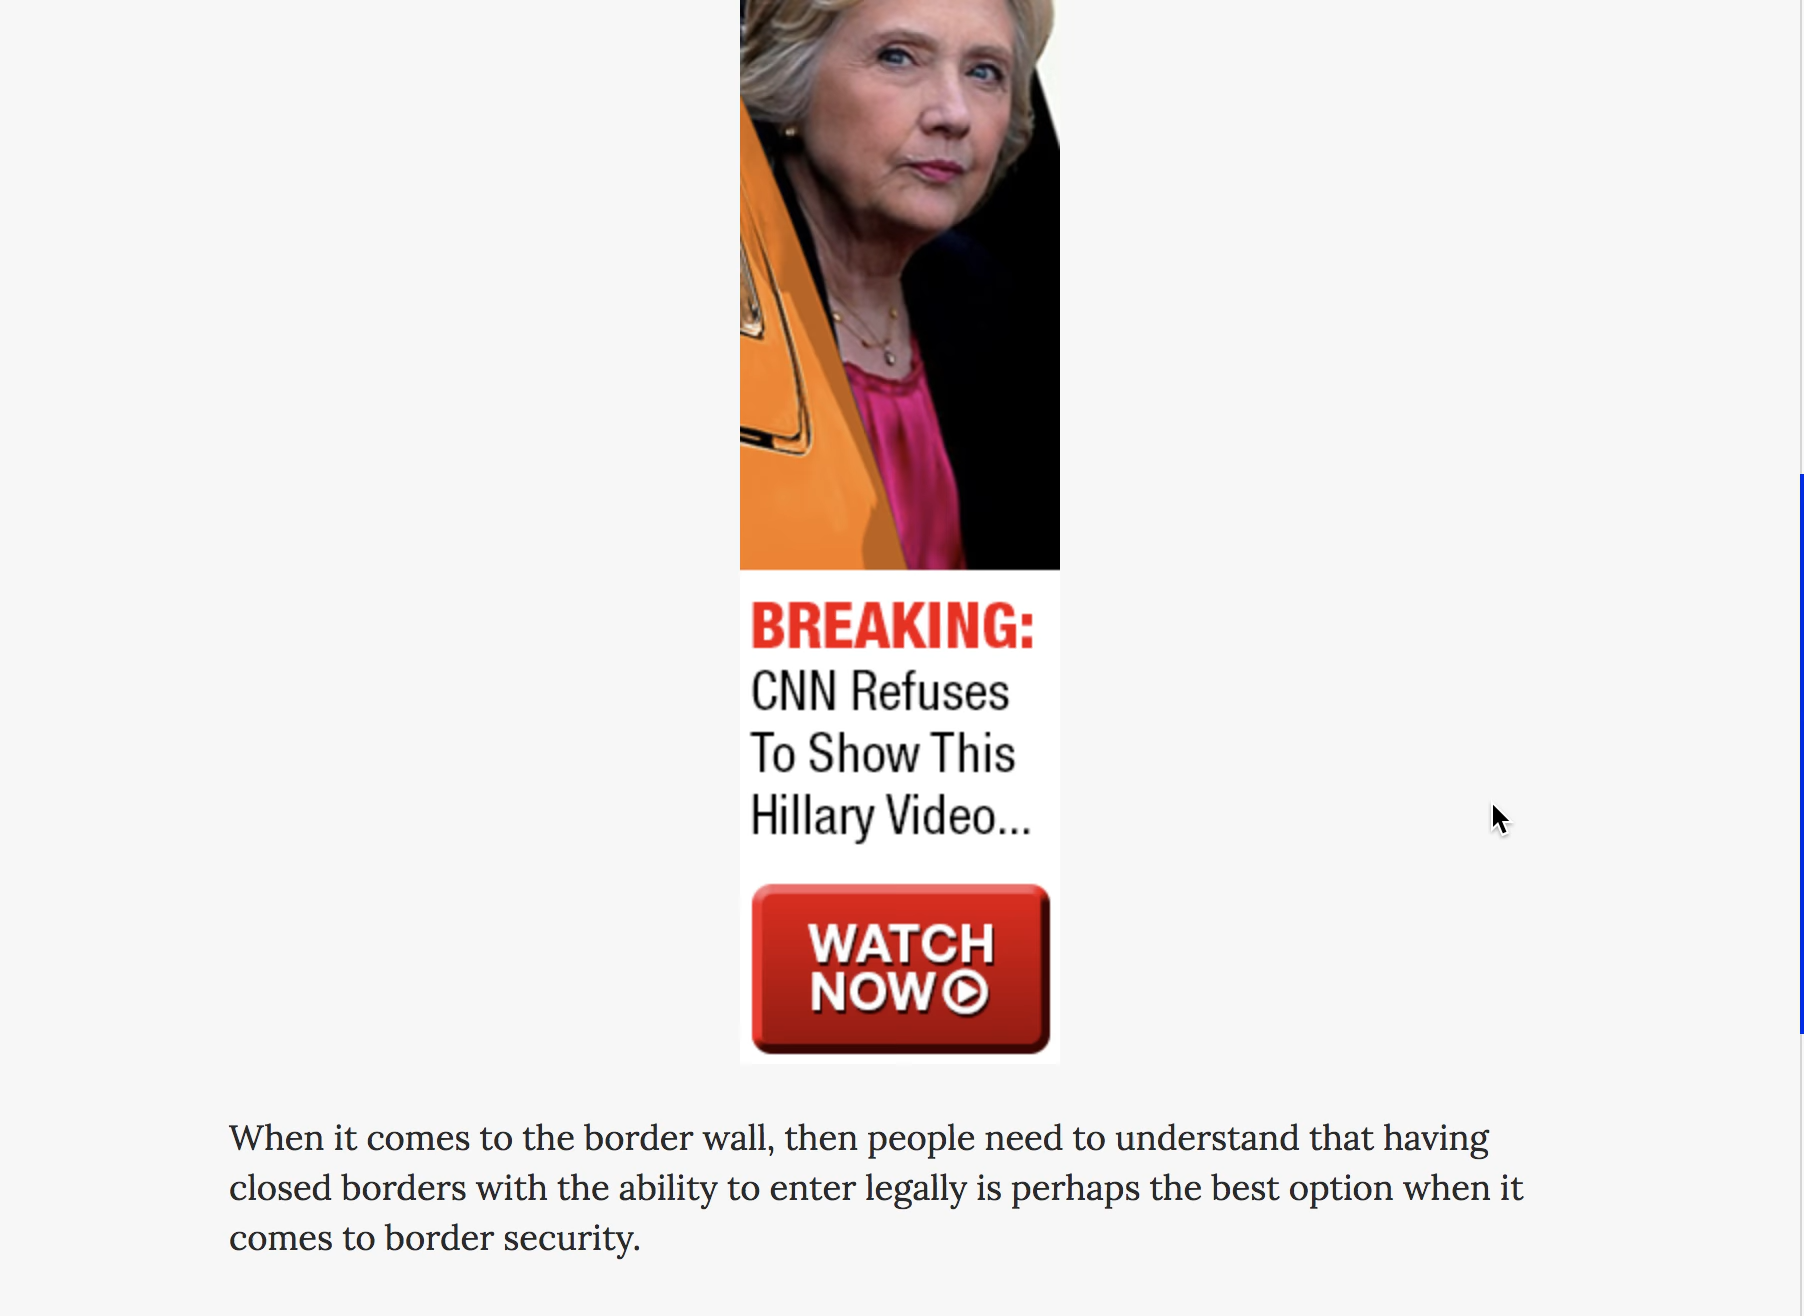 BREAKING:
CNN Refuses
To Show This
Hillary Video...
WATCH
NOW
When it comes to the border wall, then people need to understand that having
closed borders with the ability to enter legally is perhaps the best option when it
comes to border security.